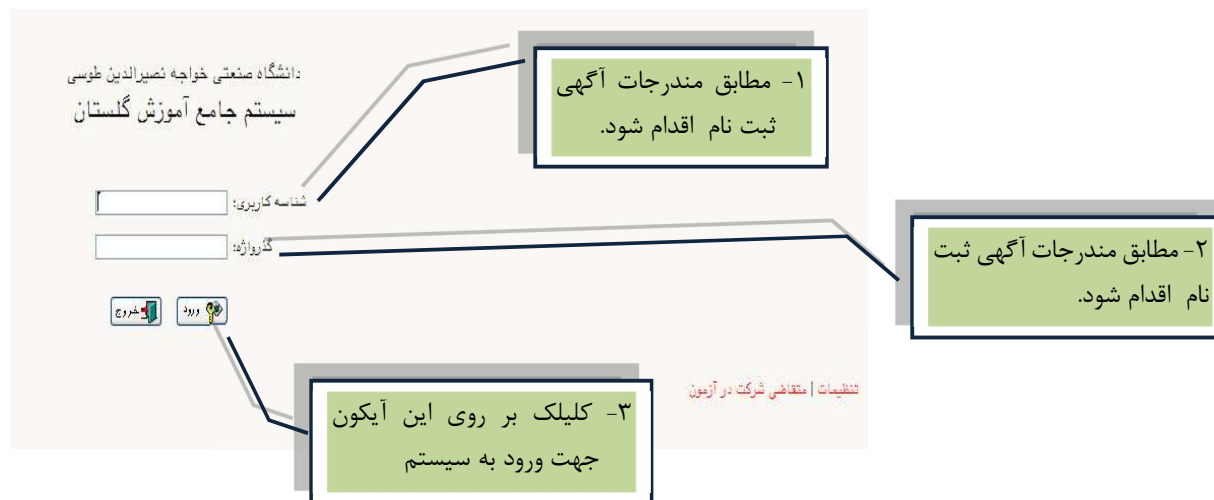 دانشگاه صنعتی خواجه نصیرالدین طوسی
سیستم جامع آموزش گلستان
۱- مطابق مندرجات آگهی
ثبت نام اقدام شود.
شناسه کاربری:
گذرواژه:
۲- مطابق مندرجات آگهی ثبت
نام اقدام شود.
ورود
خروج
تنظیمات | متقاضی شرکت در آزمون
۳- کلیلک بر روی این آیکون
جهت ورود به سیستم